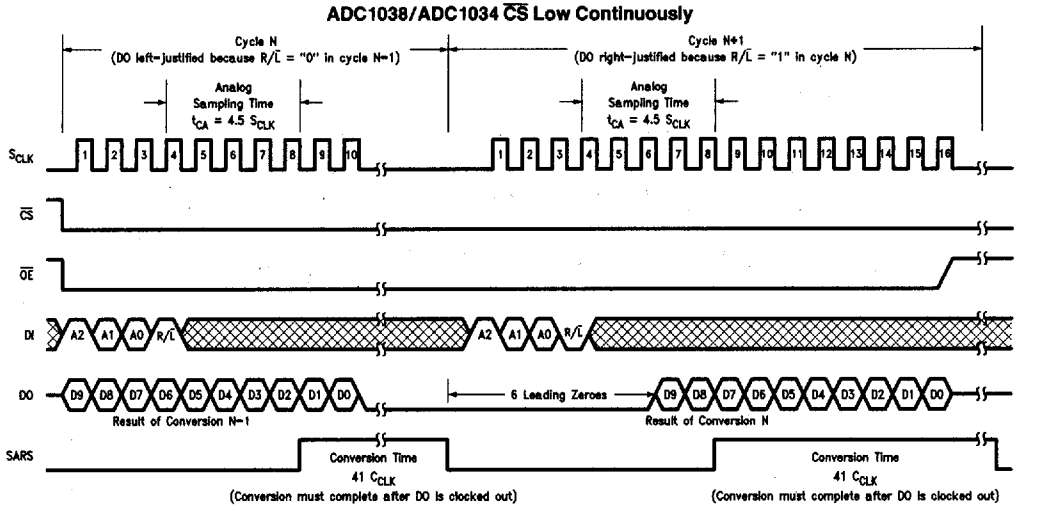 ADC1038/ADC1034 C̅S̅ Low Continuously
Cycle N
(DO left-justified because R/L̅ = "0" in cycle N-1)
Cycle N+1
(DO right-justified because R/L̅ = "1" in cycle N)
Analog
Sampling Time
tCA = 4.5 SCLK
Analog
Sampling Time
tCA = 4.5 SCLK
SCLK
1 2 3 4 5 6 7 8 9 10
1 2 3 4 5 6 7 8 9 10 11 12 13 14 15 16
C̅S̅
O̅E̅
DI
A2 A1 A0 R/L̅
A2 A1 A0 R/L̅
DO
D9 D8 D7 D6 D5 D4 D3 D2 D1 D0
6 Leading Zeroes
D9 D8 D7 D6 D5 D4 D3 D2 D1 D0
Result of Conversion N-1
Result of Conversion N
SARS
Conversion Time
41 CCLK
(Conversion must complete after DO is clocked out)
Conversion Time
41 CCLK
(Conversion must complete after DO is clocked out)